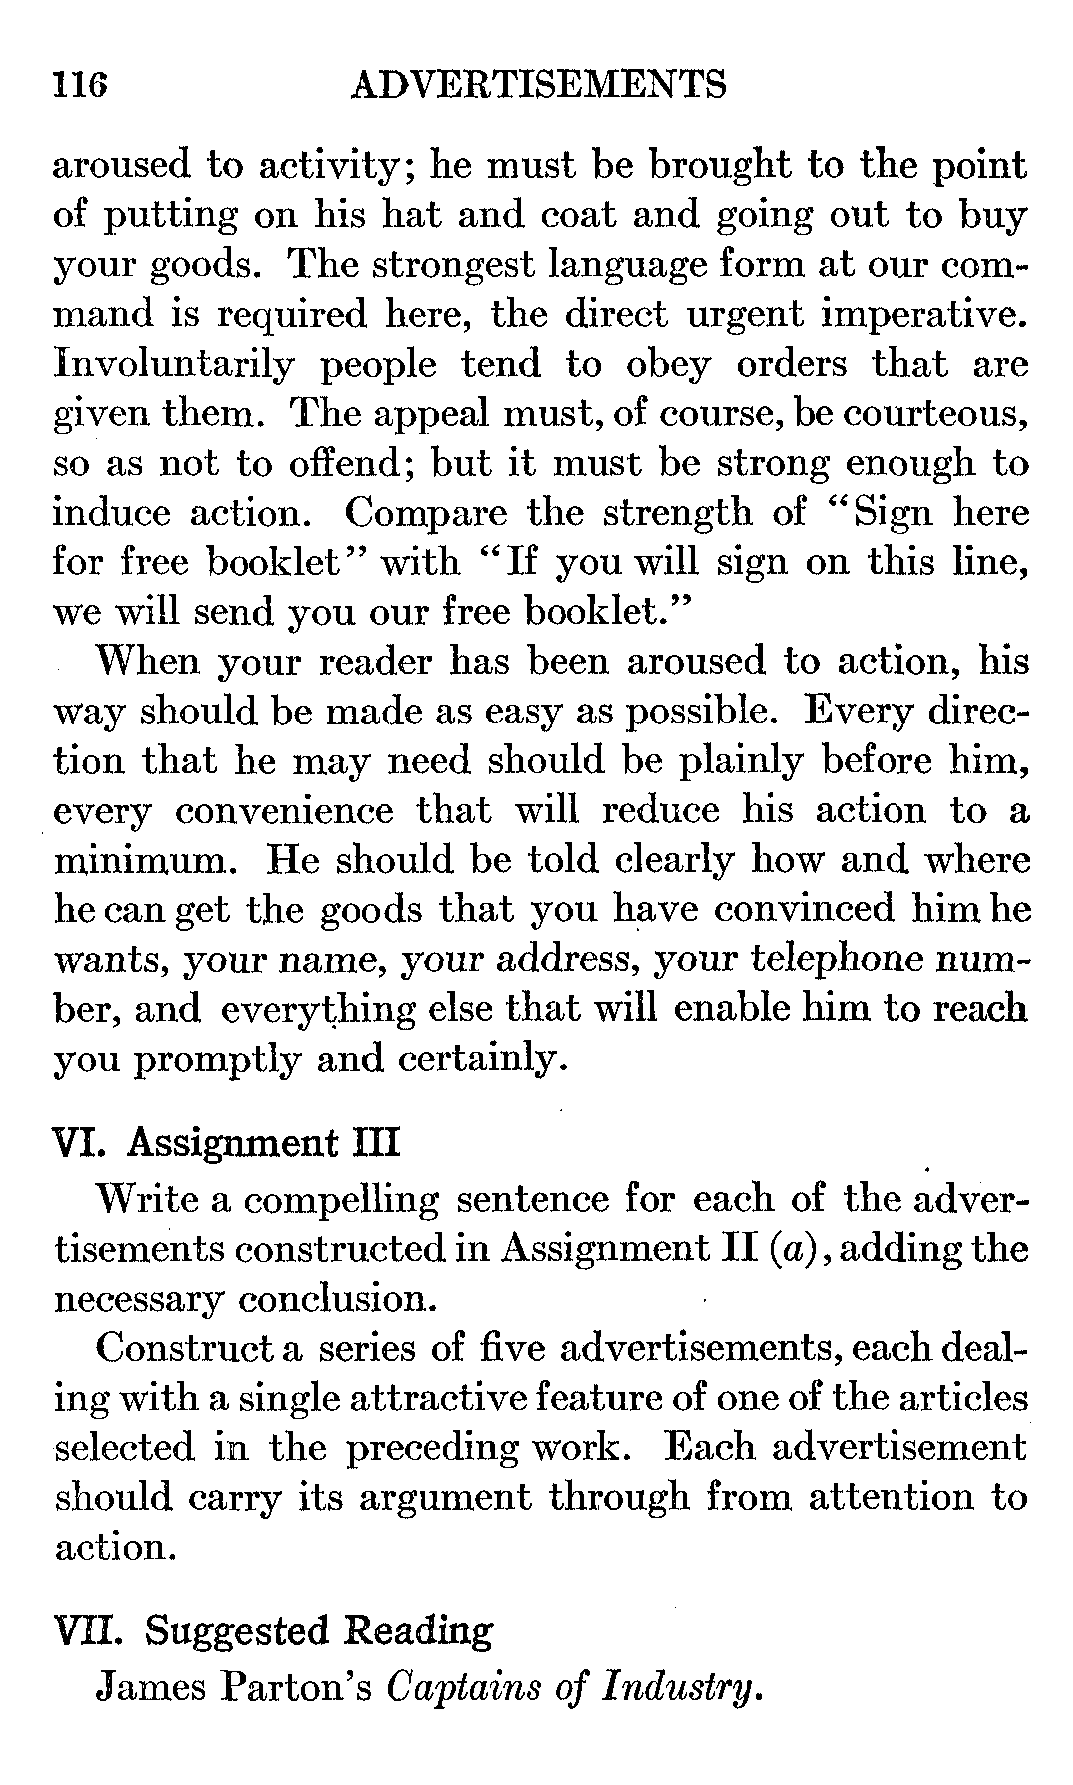 116 ADVERTISEMENTS
aroused to activity; he must be brought to the point
of putting on his hat and coat and going out to buy
your goods. The strongest language form at our com-
mand is required here, the direct urgent imperative.
Involuntarily people tend to obey orders that are
given them. The appeal must, of course, be courteous,
so as not to offend; but it must be strong enough to
induce action. Compare the strength of “Sign here
for free booklet” with “If you will sign on this line,
we will send you our free booklet.”
When your reader has been aroused to action, his
way should be made as easy as possible. Every direc-
tion that he may need should be plainly before him,
every convenience that will reduce his action to a
minimum. He should be told clearly how and where
he can get the goods that you have convinced him he
wants, your name, your address, your telephone num-
ber, and everything else that will enable him to reach
you promptly and certainly.
VI. Assignment III
Write a compelling sentence for each of the adver-
tisements constructed in Assignment II (a), adding the
necessary conclusion.
Construct a series of five advertisements, each deal-
ing with a single attractive feature of one of the articles
selected in the preceding work. Each advertisement
should carry its argument through from attention to
action.
VII. Suggested Reading
James Parton's Captains of Industry.